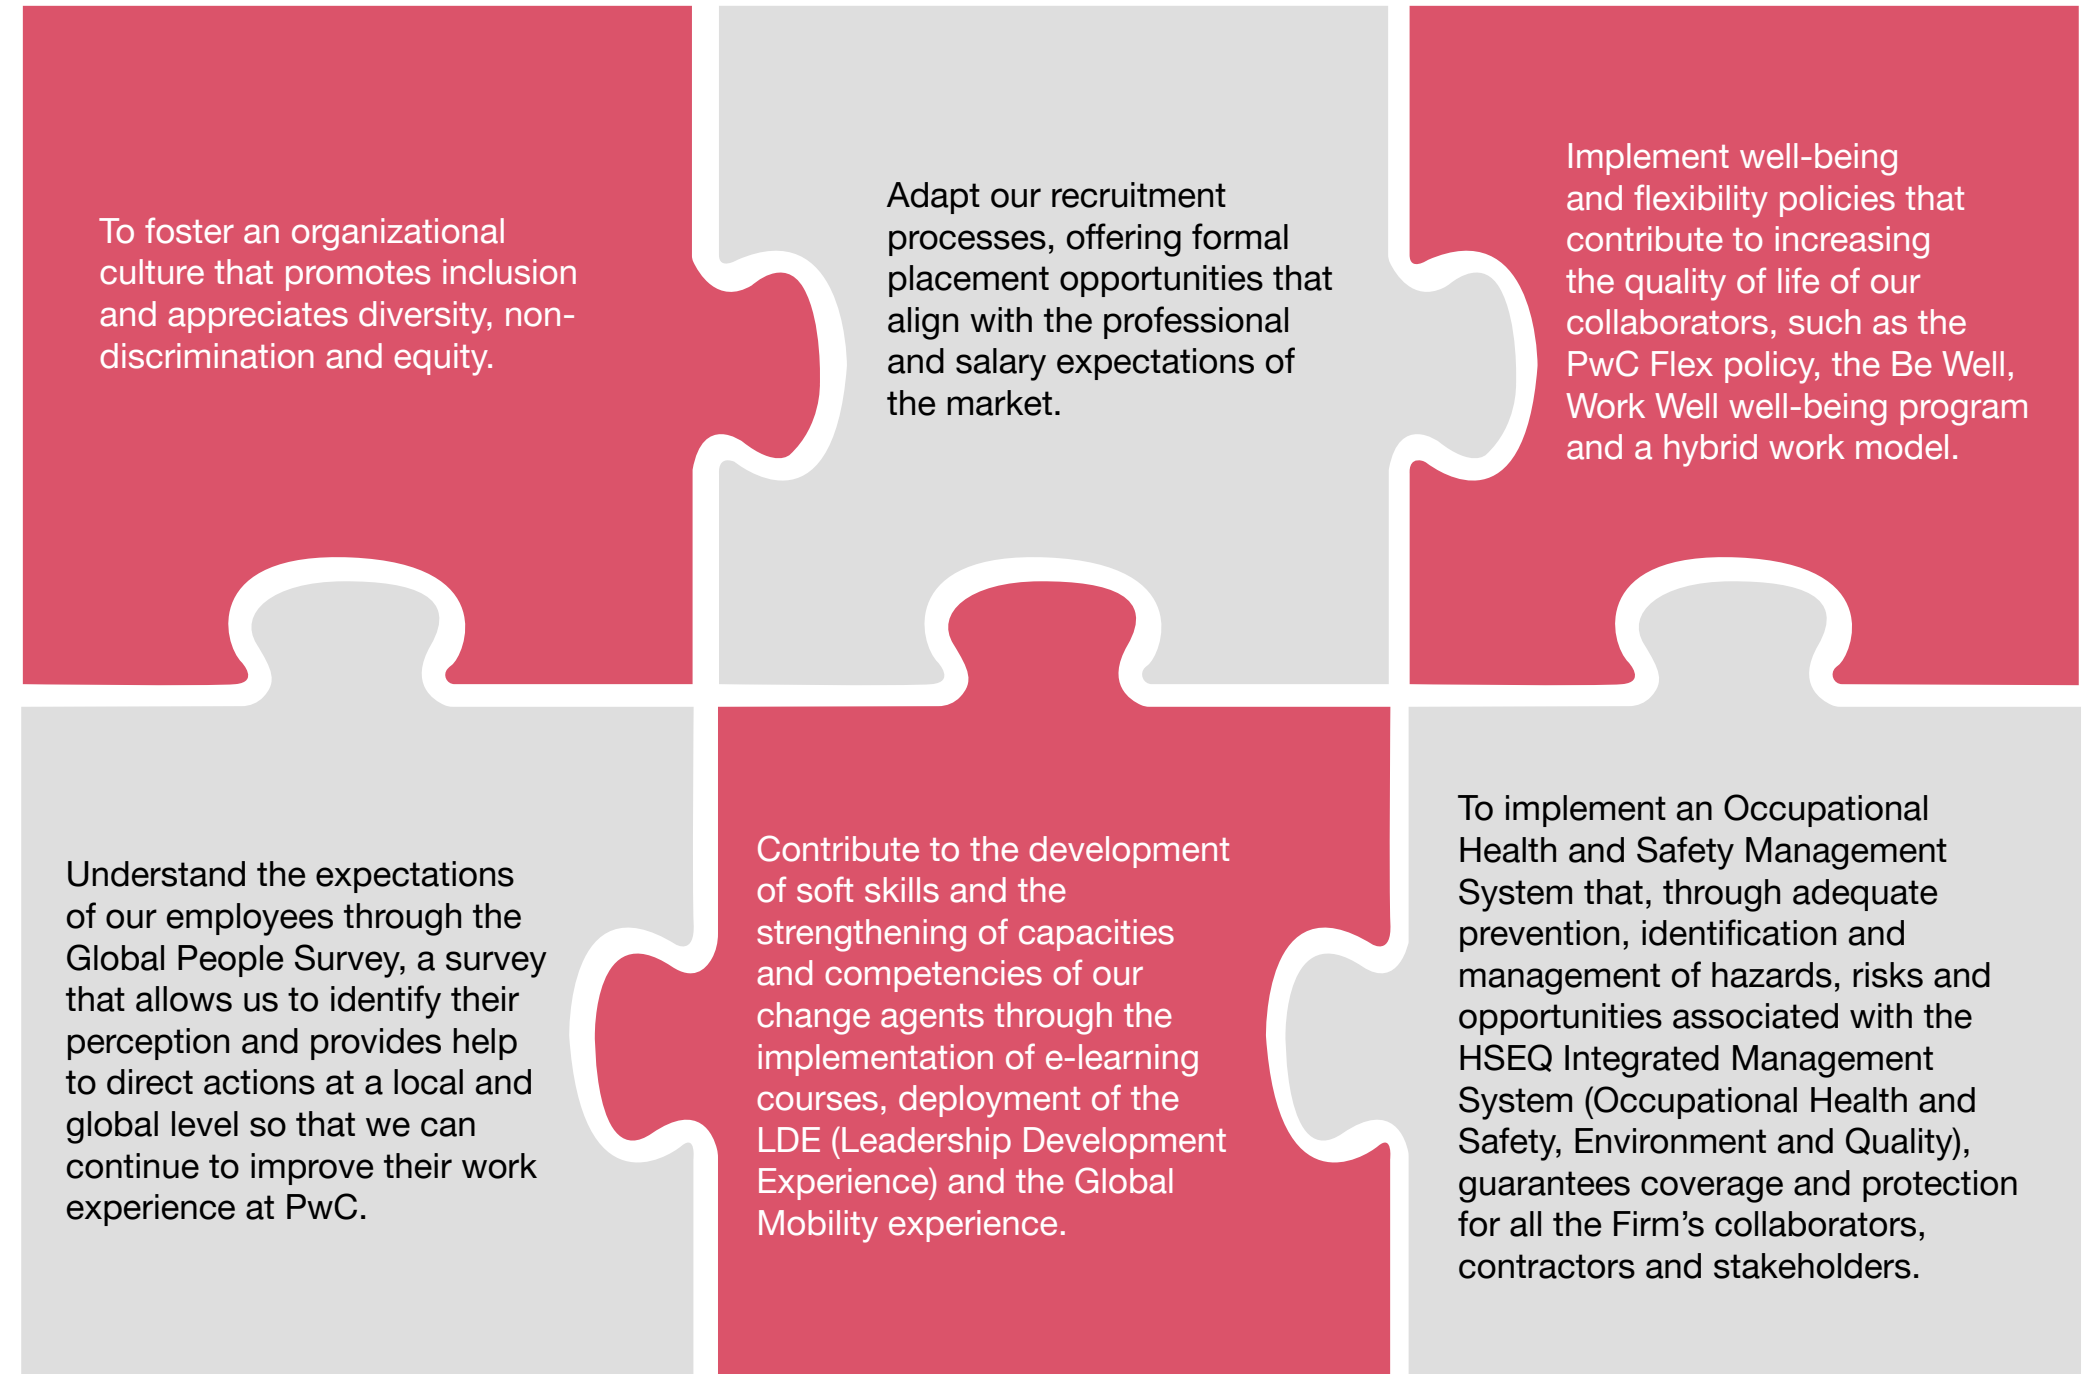 To foster an organizational
culture that promotes inclusion
and appreciates diversity, non-
discrimination and equity.
Adapt our recruitment
processes, offering formal
placement opportunities that
align with the professional
and salary expectations of
the market.
Implement well-being
and flexibility policies that
contribute to increasing
the quality of life of our
collaborators, such as the
PwC Flex policy, the Be Well,
Work Well well-being program
and a hybrid work model.
Understand the expectations
of our employees through the
Global People Survey, a survey
that allows us to identify their
perception and provides help
to direct actions at a local and
global level so that we can
continue to improve their work
experience at PwC.
Contribute to the development
of soft skills and the
strengthening of capacities
and competencies of our
change agents through the
implementation of e-learning
courses, deployment of the
LDE (Leadership Development
Experience) and the Global
Mobility experience.
To implement an Occupational
Health and Safety Management
System that, through adequate
prevention, identification and
management of hazards, risks and
opportunities associated with the
HSEQ Integrated Management
System (Occupational Health and
Safety, Environment and Quality),
guarantees coverage and protection
for all the Firm’s collaborators,
contractors and stakeholders.